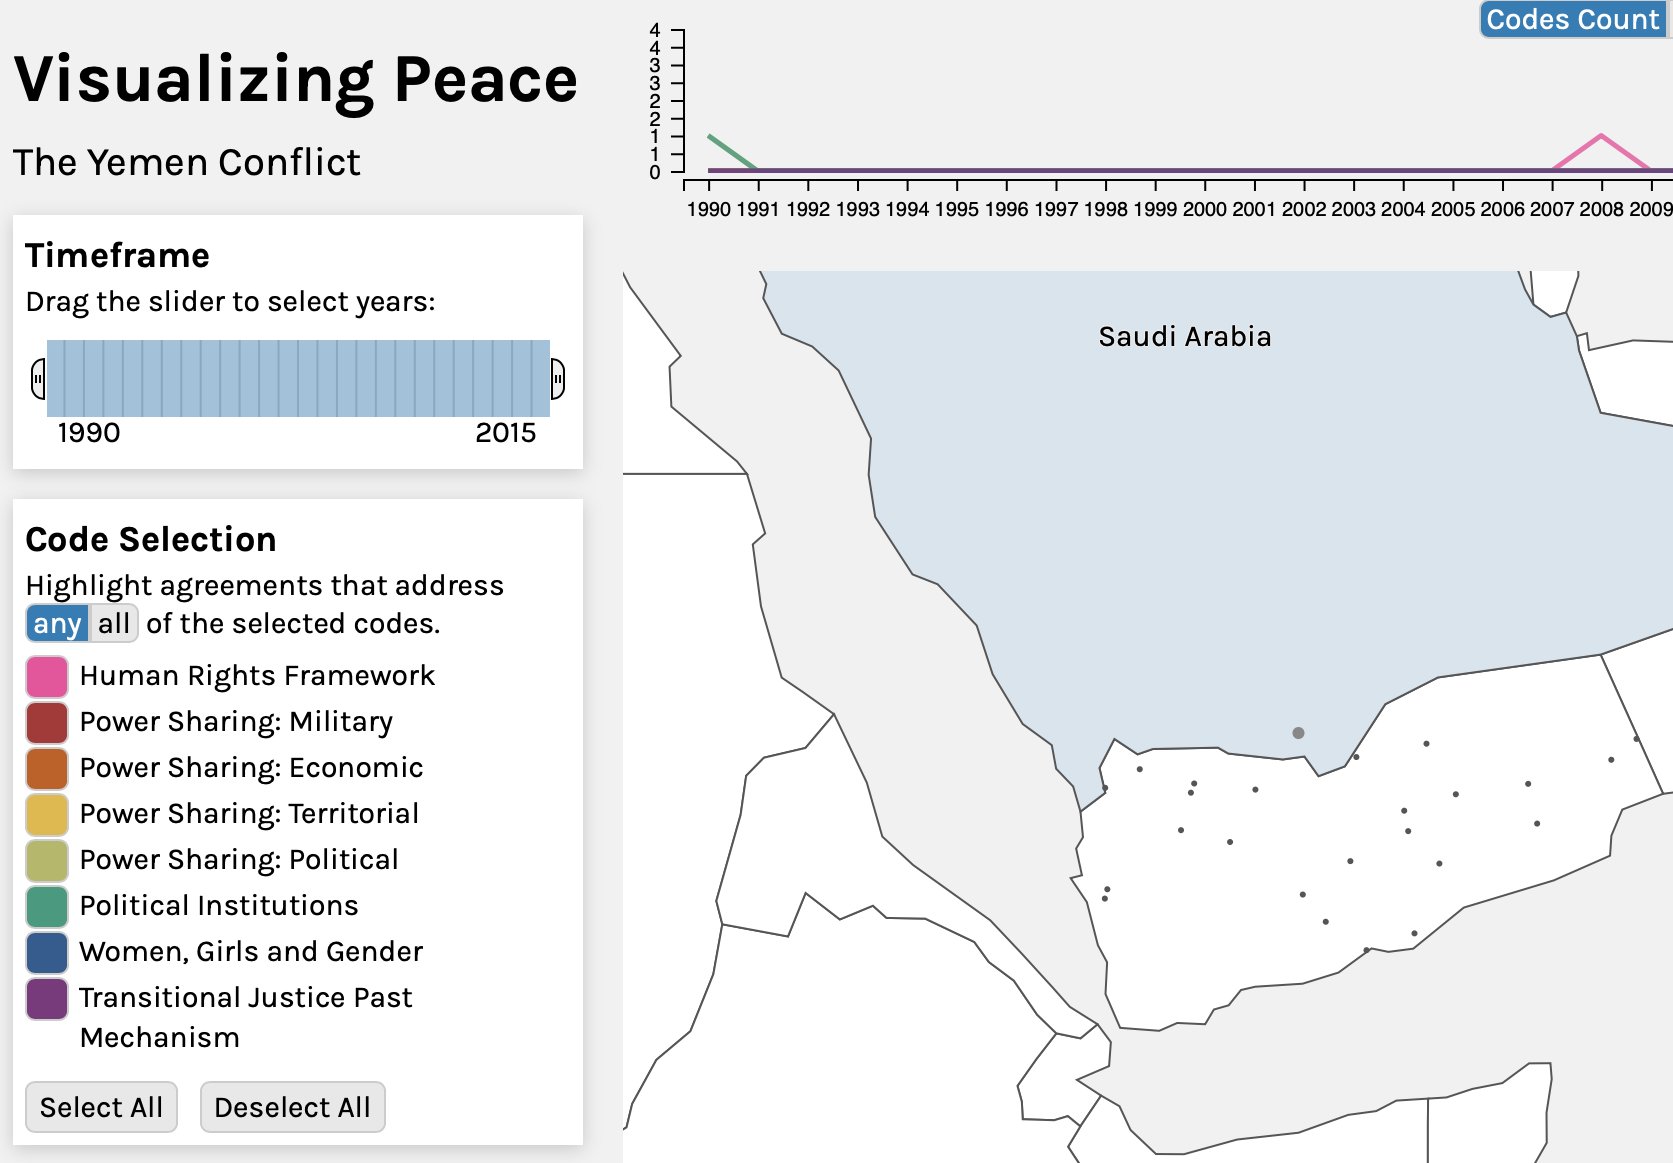 Visualizing Peace
The Yemen Conflict
Timeframe
Drag the slider to select years:
1990 2015
Code Selection
Highlight agreements that address
any all of the selected codes.
Human Rights Framework
Power Sharing: Military
Power Sharing: Economic
Power Sharing: Territorial
Power Sharing: Political
Political Institutions
Women, Girls and Gender
Transitional Justice Past
Mechanism
Select All Deselect All
Codes Count
4
4
3
3
2
2
1
1
0
1990 1991 1992 1993 1994 1995 1996 1997 1998 1999 2000 2001 2002 2003 2004 2005 2006 2007 2008 2009
Saudi Arabia